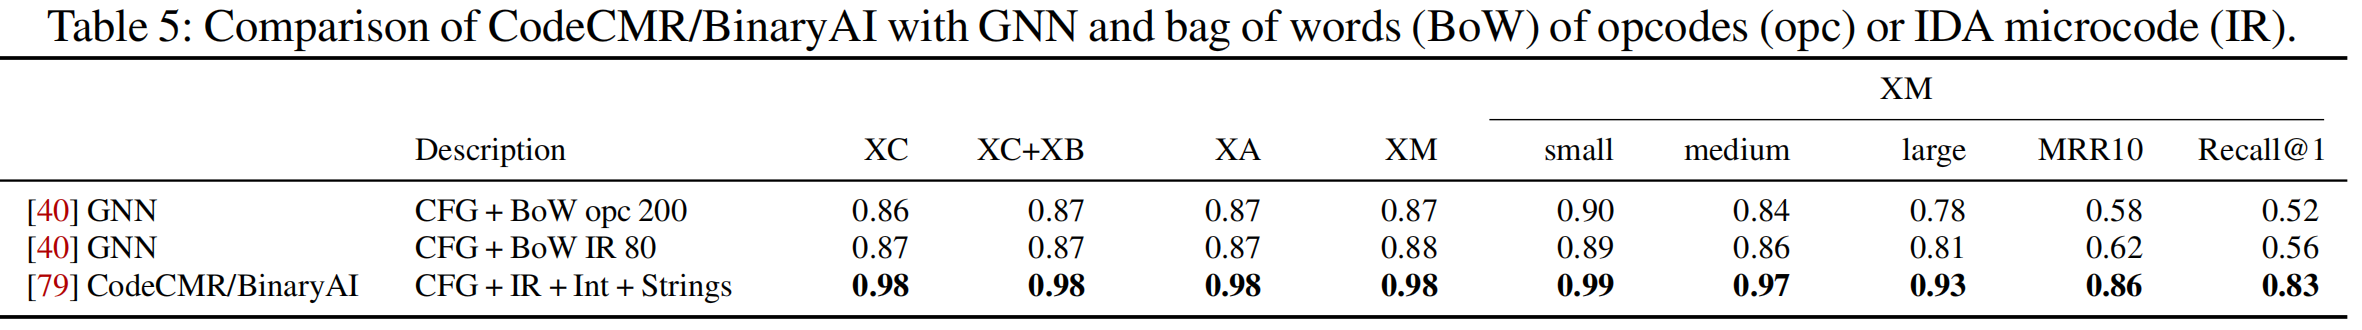 Table 5: Comparison of CodeCMR/BinaryAI with GNN and bag of words (BoW) of opcodes (opc) or IDA microcode (IR).
XM
Description XC XC+XB XA XM small medium large MRR10 Recall@1
[40] GNN CFG + BoW opc 200 0.86 0.87 0.87 0.87 0.90 0.84 0.78 0.58 0.52
[40] GNN CFG + BoW IR 80 0.87 0.87 0.87 0.88 0.89 0.86 0.81 0.62 0.56
[79] CodeCMR/BinaryAI CFG + IR + Int + Strings 0.98 0.98 0.98 0.98 0.99 0.97 0.93 0.86 0.83